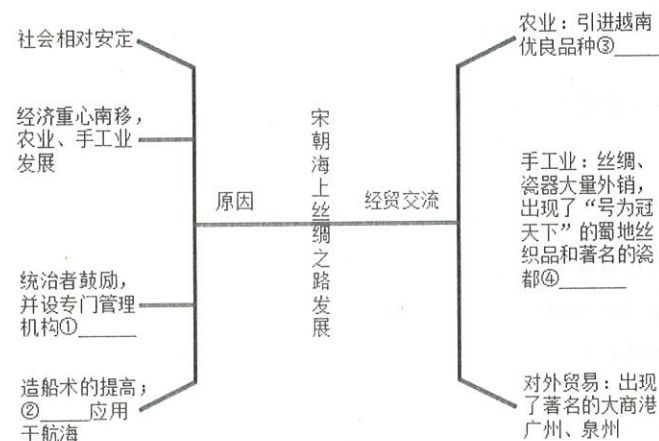 社会相对安定
经济重心南移，
农业、手工业
发展
统治者鼓励，
并设专门管理
机构①______
造船术的提高；
②_____应用
于航海
原因
宋朝海上丝绸之路发展
经贸交流
农业：引进越南
优良品种③_____
手工业：丝绸、
瓷器大量外销，
出现了“号为冠
天下”的蜀地丝
织品和著名的瓷
都④_______
对外贸易：出现
了著名的大商港
广州、泉州